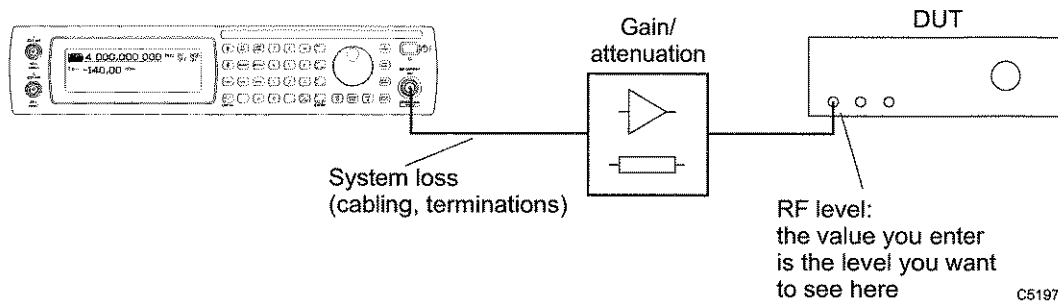 4.000,000,000
-140.00
Gain/
attenuation
DUT
System loss
(cabling, terminations)
RF level:
the value you enter
is the level you want
to see here
C5197